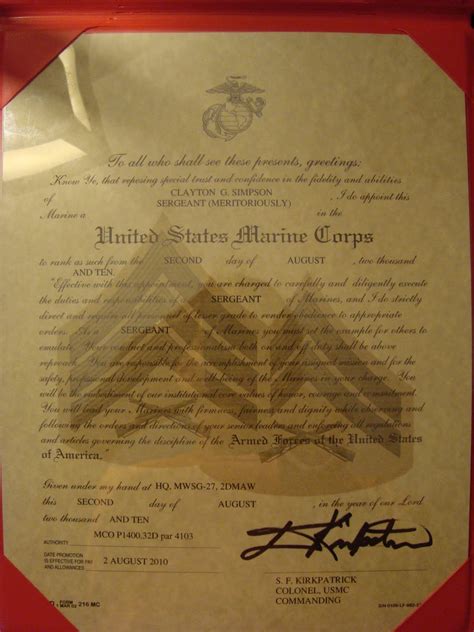 To all who shall see these presents, greetings:
Know Ye, that reposing special trust and confidence in the fidelity and abilities
of CLAYTON G. SIMPSON , I do appoint this
SERGEANT (MERITORIOUSLY)
Marine a in the
United States Marine Corps
to rank as such from the SECOND day of AUGUST , two thousand
AND TEN.
"Effective with this appointment, you are charged to carefully and diligently execute
the duties and responsibilities of a SERGEANT of Marines, and I do strictly
direct and require all personnel of lesser grade to render obedience to appropriate
orders. As a SERGEANT of Marines you must set the example for others to
emulate. Your conduct and professionalism both on and off duty shall be above
reproach. You are responsible for the accomplishment of your assigned mission and for the
safety, professional development and well-being of the Marines in your charge. You
will be the embodiment of our institutional core values of honor, courage and commitment.
You will lead your Marines with firmness, fairness and dignity while observing and
following the orders and directions of your senior leaders and enforcing all regulations
and articles governing the discipline of the Armed Forces of the United States
of America."
Given under my hand at HQ, MWSG-27, 2DMAW
this SECOND day of AUGUST in the year of our Lord
two thousand AND TEN
MCO P1400.32D par 4103
AUTHORITY
DATE PROMOTION
IS EFFECTIVE FOR PAY
AND ALLOWANCES
2 AUGUST 2010
S. F. KIRKPATRICK
COLONEL, USMC
COMMANDING
FORM
1 MAR 02 216 MC